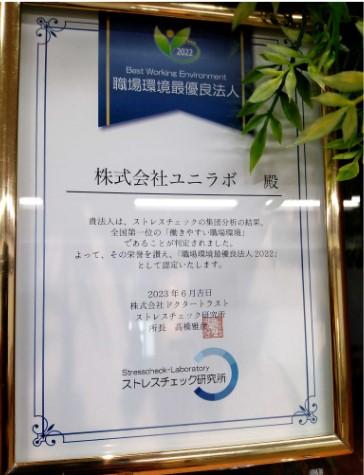 2022
Best Working Environment
職場環境最優良法人
株式会社ユニラボ 殿
貴法人は、ストレスチェックの集団分析の結果、
全国第一位の「働きやすい職場環境」
であることが判定されました。
よって、その栄誉を讃え、「職場環境最優良法人2022」
として認定いたします。
2023年6月吉日
株式会社ドクタートラスト
ストレスチェック研究所
所長 高橋雅彦
Stresscheck-Laboratory
ストレスチェック研究所